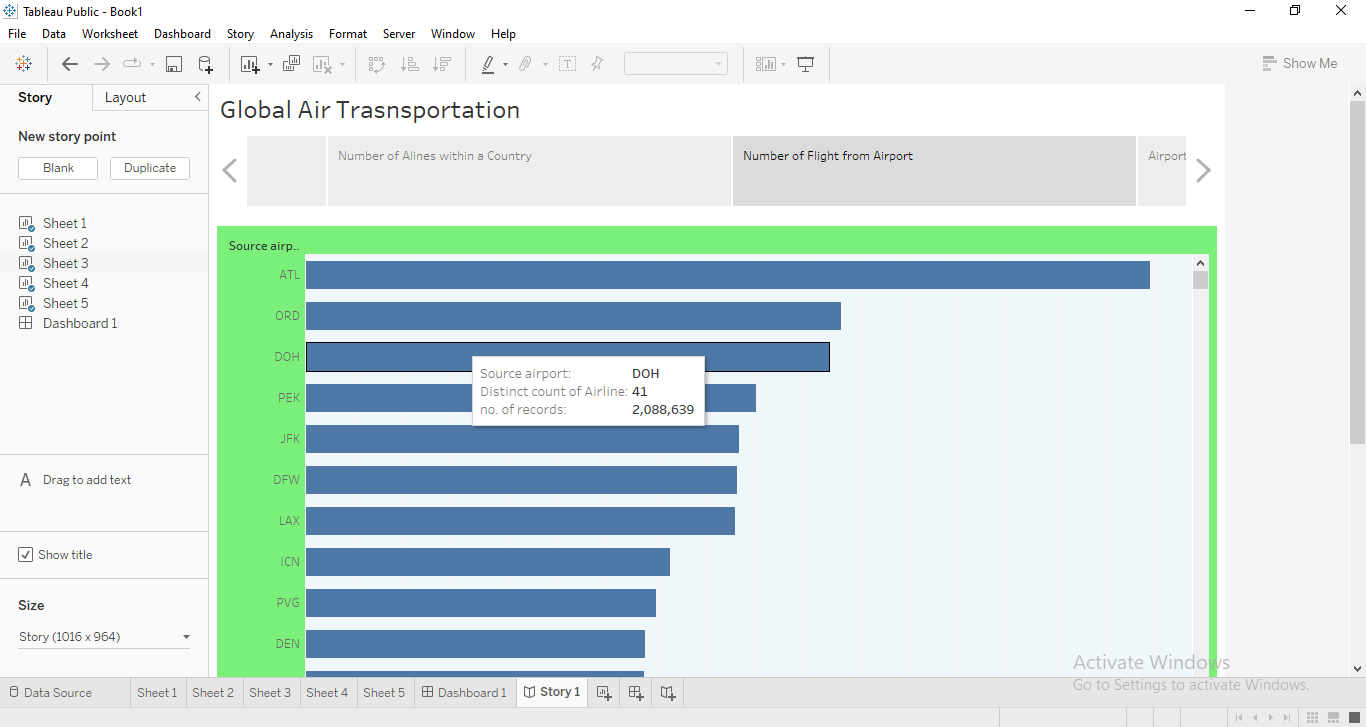 Tableau Public - Book1
File Data Worksheet Dashboard Story Analysis Format Server Window Help
Show Me
Story Layout
New story point
Blank Duplicate
Sheet 1
Sheet 2
Sheet 3
Sheet 4
Sheet 5
Dashboard 1
A Drag to add text
Show title
Size
Story (1016 x 964)
Global Air Trasnsportation
Number of Alines within a Country
Number of Flight from Airport
Airport
Source airp..
ATL
ORD
DOH
PEK
JFK
DFW
LAX
ICN
PVG
DEN
Source airport: DOH
Distinct count of Airline: 41
no. of records: 2,088,639
Activate Windows
Go to Settings to activate Windows.
Data Source Sheet 1 Sheet 2 Sheet 3 Sheet 4 Sheet 5 Dashboard 1 Story 1